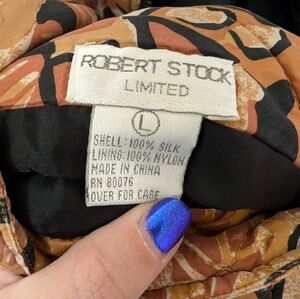 ROBERT STOCK
LIMITED
L
SHELL: 100% SILK
LINING: 100% NYLON
MADE IN CHINA
RN 80076
OVER FOR CARE